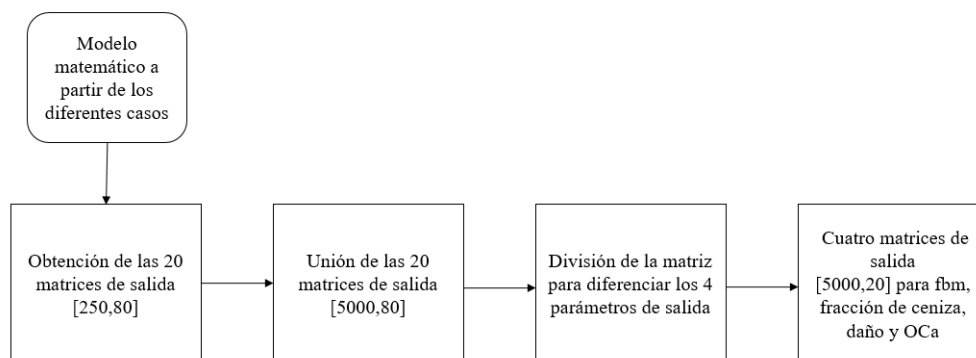 Modelo
matemático a
partir de los
diferentes casos
Obtención de las 20
matrices de salida
[250,80]
Unión de las 20
matrices de salida
[5000,80]
División de la matriz
para diferenciar los 4
parámetros de salida
Cuatro matrices de
salida
[5000,20] para fbm,
fracción de ceniza,
daño y OCa